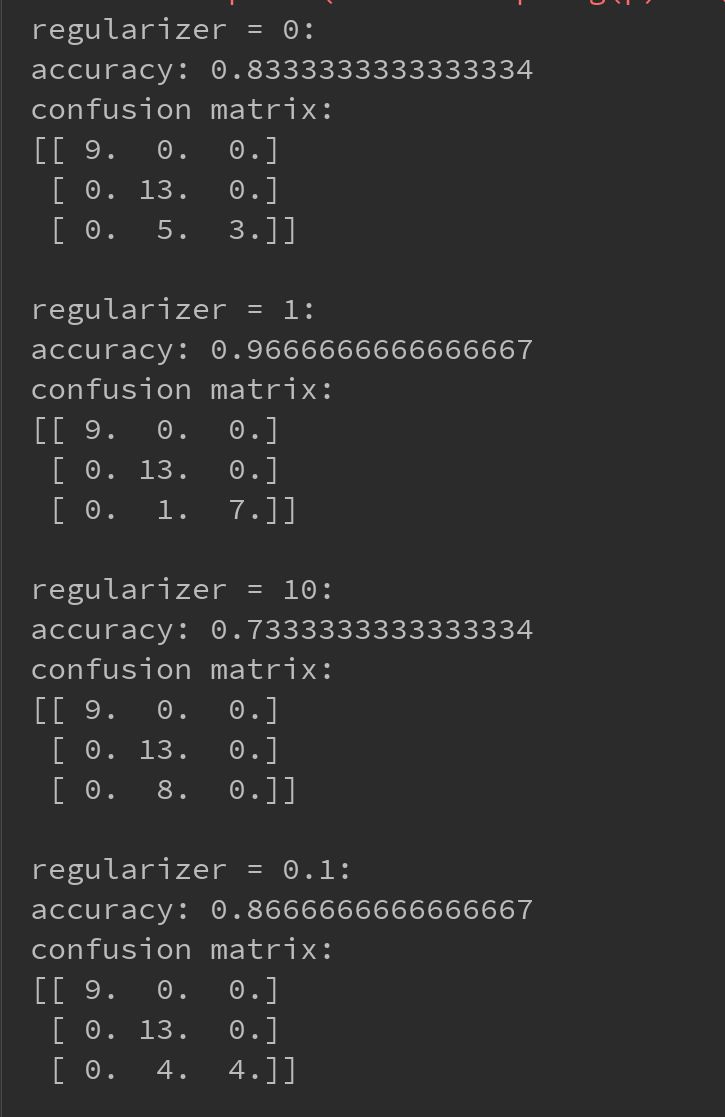 regularizer = 0:
accuracy: 0.8333333333333334
confusion matrix:
[[ 9.  0.  0.]
 [ 0. 13.  0.]
 [ 0.  5.  3.]]
regularizer = 1:
accuracy: 0.9666666666666667
confusion matrix:
[[ 9.  0.  0.]
 [ 0. 13.  0.]
 [ 0.  1.  7.]]
regularizer = 10:
accuracy: 0.7333333333333334
confusion matrix:
[[ 9.  0.  0.]
 [ 0. 13.  0.]
 [ 0.  8.  0.]]
regularizer = 0.1:
accuracy: 0.8666666666666667
confusion matrix:
[[ 9.  0.  0.]
 [ 0. 13.  0.]
 [ 0.  4.  4.]]